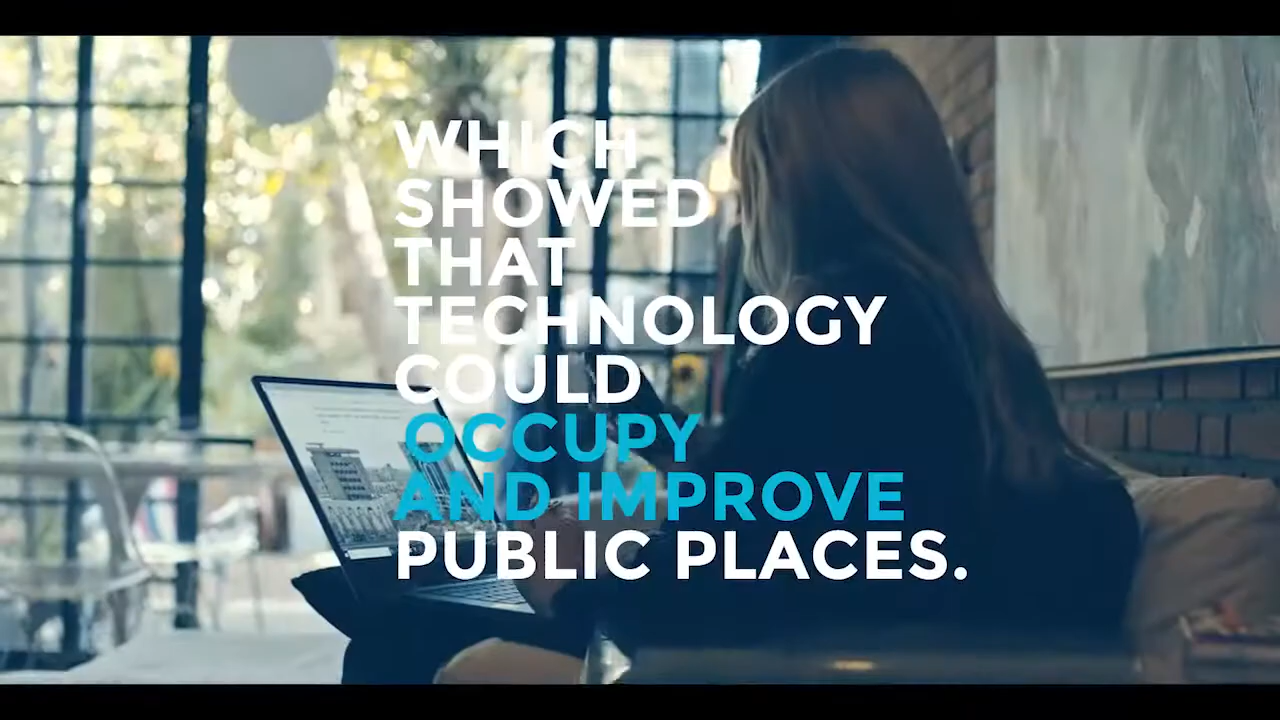 WHICH
SHOWED
THAT
TECHNOLOGY
COULD
OCCUPY
AND IMPROVE
PUBLIC PLACES.